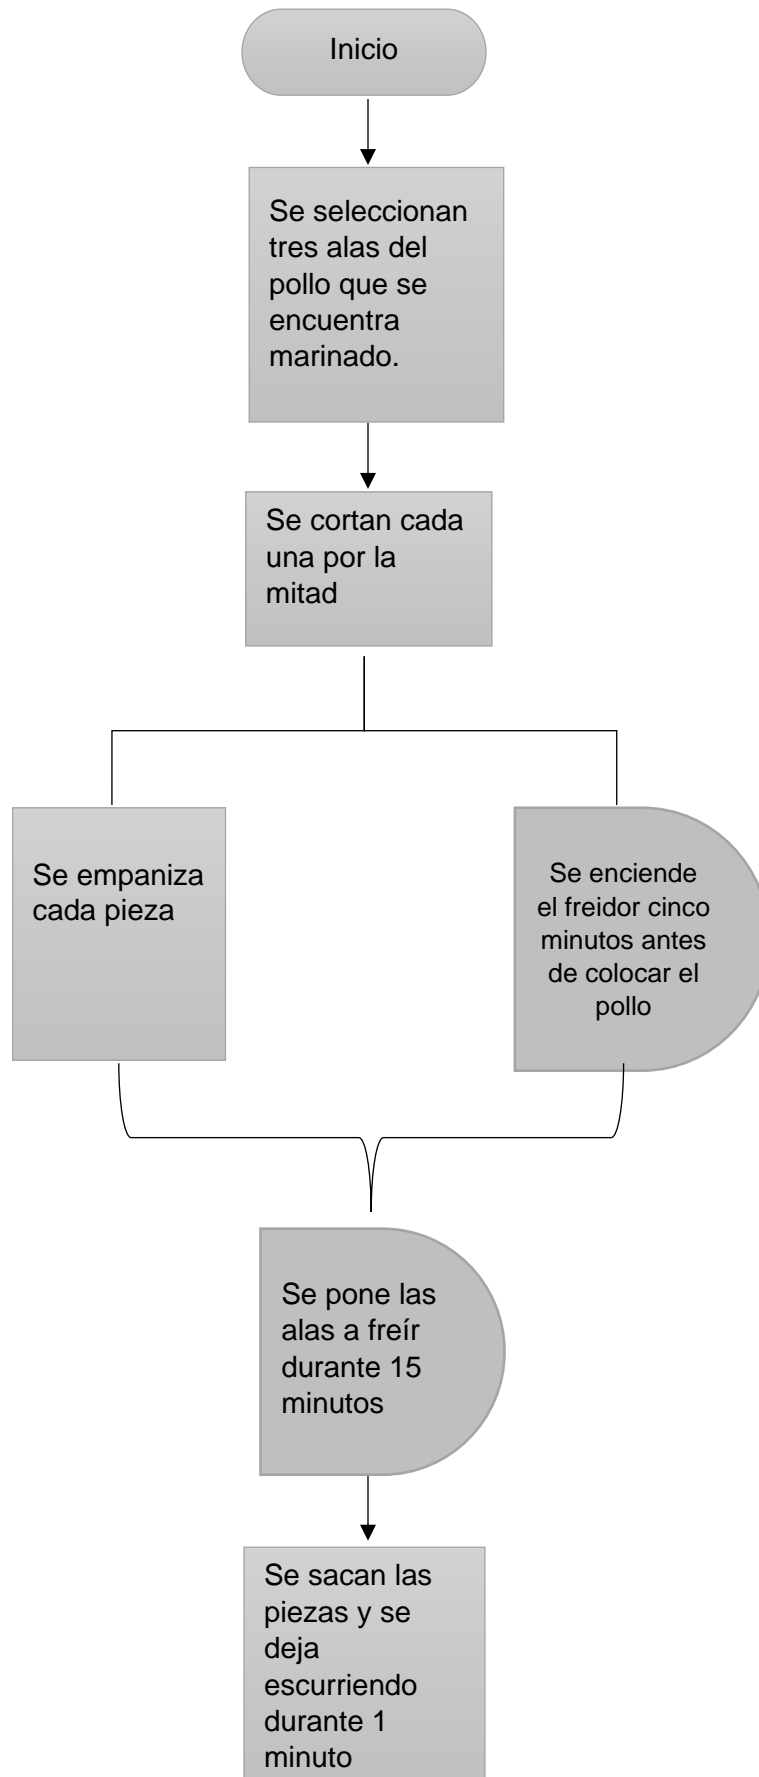 Inicio
Se seleccionan
tres alas del
pollo que se
encuentra
marinado.
Se cortan cada
una por la
mitad
Se empaniza
cada pieza
Se enciende
el freidor cinco
minutos antes
de colocar el
pollo
Se pone las
alas a freír
durante 15
minutos
Se sacan las
piezas y se
deja
escurriendo
durante 1
minuto